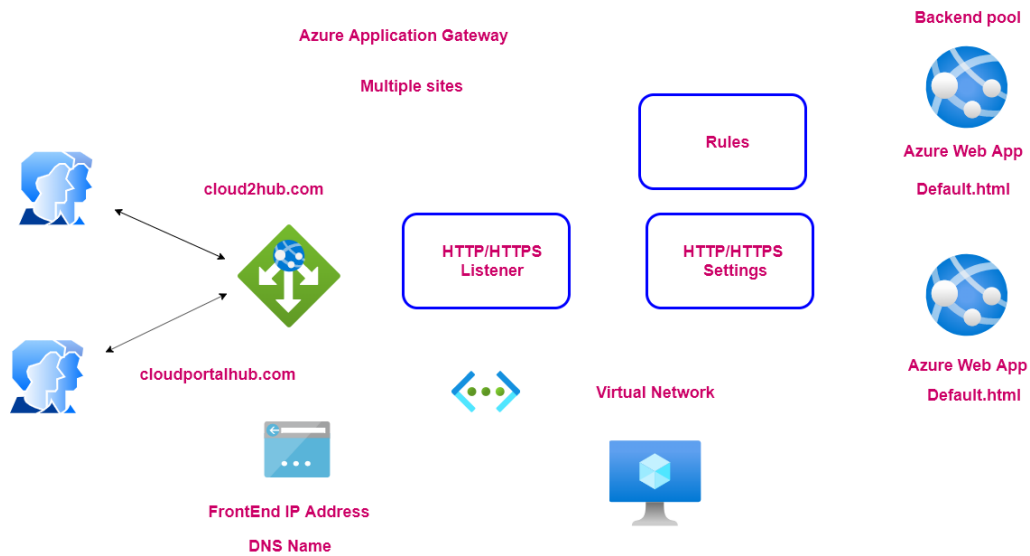 Backend pool
Azure Application Gateway
Multiple sites
Rules
Azure Web App
Default.html
cloud2hub.com
HTTP/HTTPS
Listener
HTTP/HTTPS
Settings
Azure Web App
Default.html
cloudportalhub.com
Virtual Network
FrontEnd IP Address
DNS Name